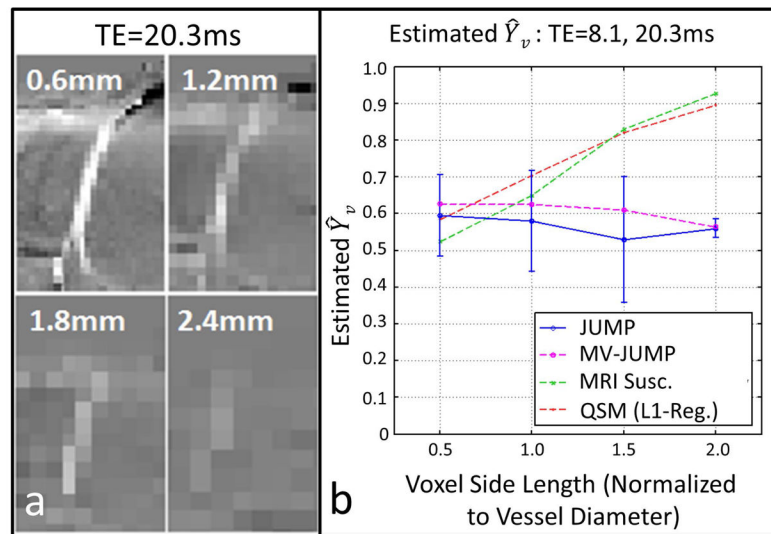 TE=20.3ms
0.6mm
1.2mm
1.8mm
2.4mm
a
Estimated Ŷv : TE=8.1, 20.3ms
Estimated Ŷv
1.0
0.9
0.8
0.7
0.6
0.5
0.4
0.3
0.2
0.1
0
JUMP
MV-JUMP
MRI Susc.
QSM (L1-Reg.)
0.5 1.0 1.5 2.0
b
Voxel Side Length (Normalized
to Vessel Diameter)